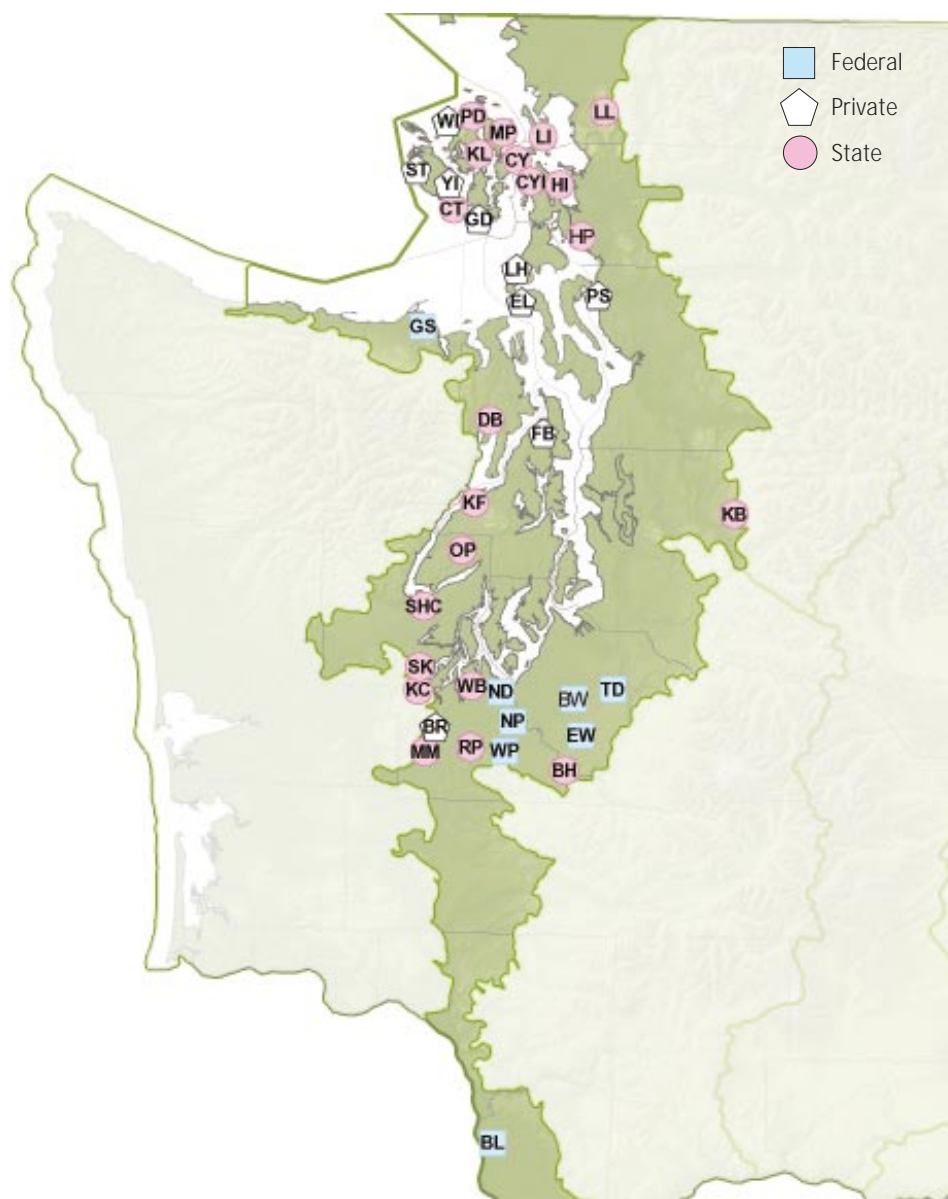 Federal
Private
State
LL
PD
WI
MP
LI
KL
CY
ST
YI
CYI
HI
CT
GD
HP
LH
EL
PS
GS
DB
FB
KF
KB
OP
SHC
SK
KC
WB
ND
BW
TD
NP
EW
BR
MM
RP
WP
BH
BL